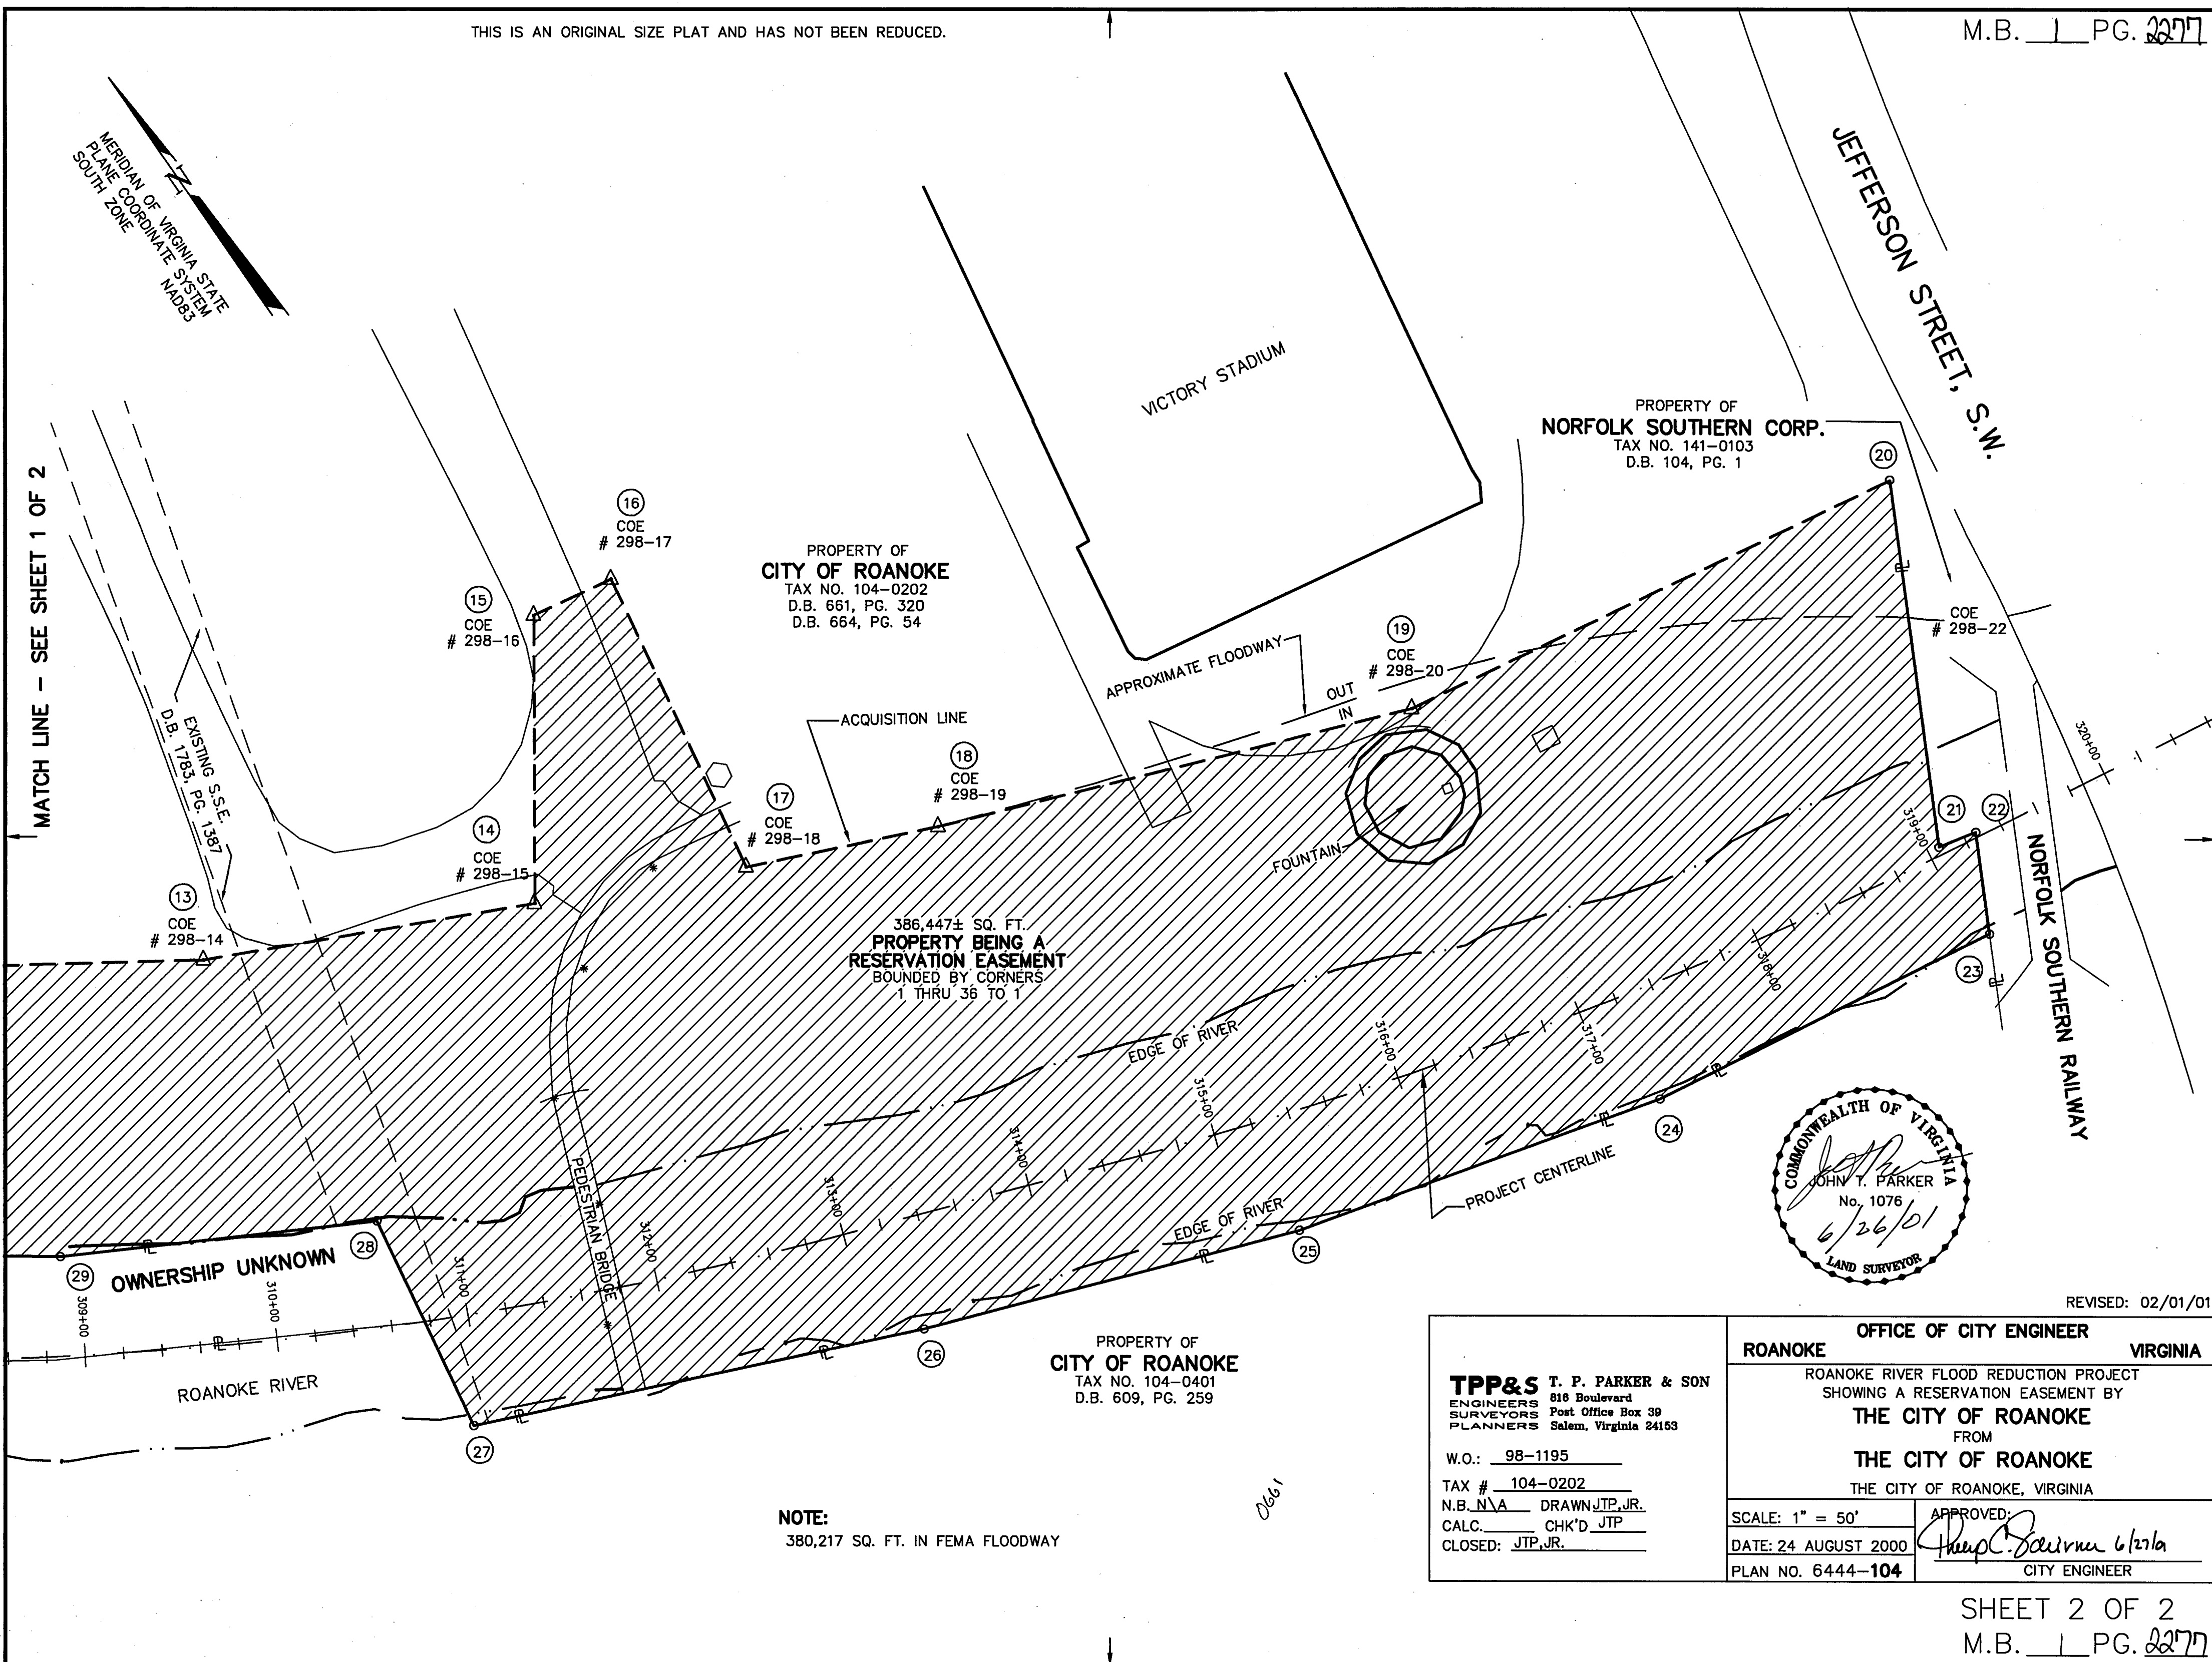 THIS IS AN ORIGINAL SIZE PLAT AND HAS NOT BEEN REDUCED.
M.B. 1 PG. 2277
MERIDIAN OF VIRGINIA STATE
PLANE COORDINATE SYSTEM
SOUTH ZONE
NAD83
N
MATCH LINE - SEE SHEET 1 OF 2
JEFFERSON STREET, S.W.
VICTORY STADIUM
PROPERTY OF
NORFOLK SOUTHERN CORP.
TAX NO. 141-0103
D.B. 104, PG. 1
20
16
COE
# 298-17
PROPERTY OF
CITY OF ROANOKE
TAX NO. 104-0202
D.B. 661, PG. 320
D.B. 664, PG. 54
15
COE
# 298-16
COE
# 298-22
19
COE
# 298-20
APPROXIMATE FLOODWAY
OUT
IN
ACQUISITION LINE
EXISTING S.S.E.
D.B. 1783, PG. 1387
18
COE
# 298-19
17
COE
# 298-18
14
COE
# 298-15
13
COE
# 298-14
FOUNTAIN
320+00
319+00
21
22
NORFOLK SOUTHERN RAILWAY
386,447± SQ. FT.
PROPERTY BEING A
RESERVATION EASEMENT
BOUNDED BY CORNERS
1 THRU 36 TO 1
318+00
23
317+00
316+00
EDGE OF RIVER
315+00
314+00
24
313+00
PEDESTRIAN BRIDGE
312+00
PROJECT CENTERLINE
EDGE OF RIVER
25
28
OWNERSHIP UNKNOWN
29
311+00
310+00
309+00
26
ROANOKE RIVER
27
PROPERTY OF
CITY OF ROANOKE
TAX NO. 104-0401
D.B. 609, PG. 259
COMMONWEALTH OF VIRGINIA
JOHN T. PARKER
No. 1076
6/26/01
LAND SURVEYOR
REVISED: 02/01/01
0661
NOTE:
380,217 SQ. FT. IN FEMA FLOODWAY
TPP&S T. P. PARKER & SON
ENGINEERS 816 Boulevard
SURVEYORS Post Office Box 39
PLANNERS Salem, Virginia 24153
W.O.: 98-1195
TAX # 104-0202
N.B. N\A DRAWN JTP,JR.
CALC. CHK'D JTP
CLOSED: JTP,JR.
OFFICE OF CITY ENGINEER
ROANOKE VIRGINIA
ROANOKE RIVER FLOOD REDUCTION PROJECT
SHOWING A RESERVATION EASEMENT BY
THE CITY OF ROANOKE
FROM
THE CITY OF ROANOKE
THE CITY OF ROANOKE, VIRGINIA
SCALE: 1" = 50'
DATE: 24 AUGUST 2000
PLAN NO. 6444-104
APPROVED:
CITY ENGINEER
SHEET 2 OF 2
M.B. 1 PG. 2277